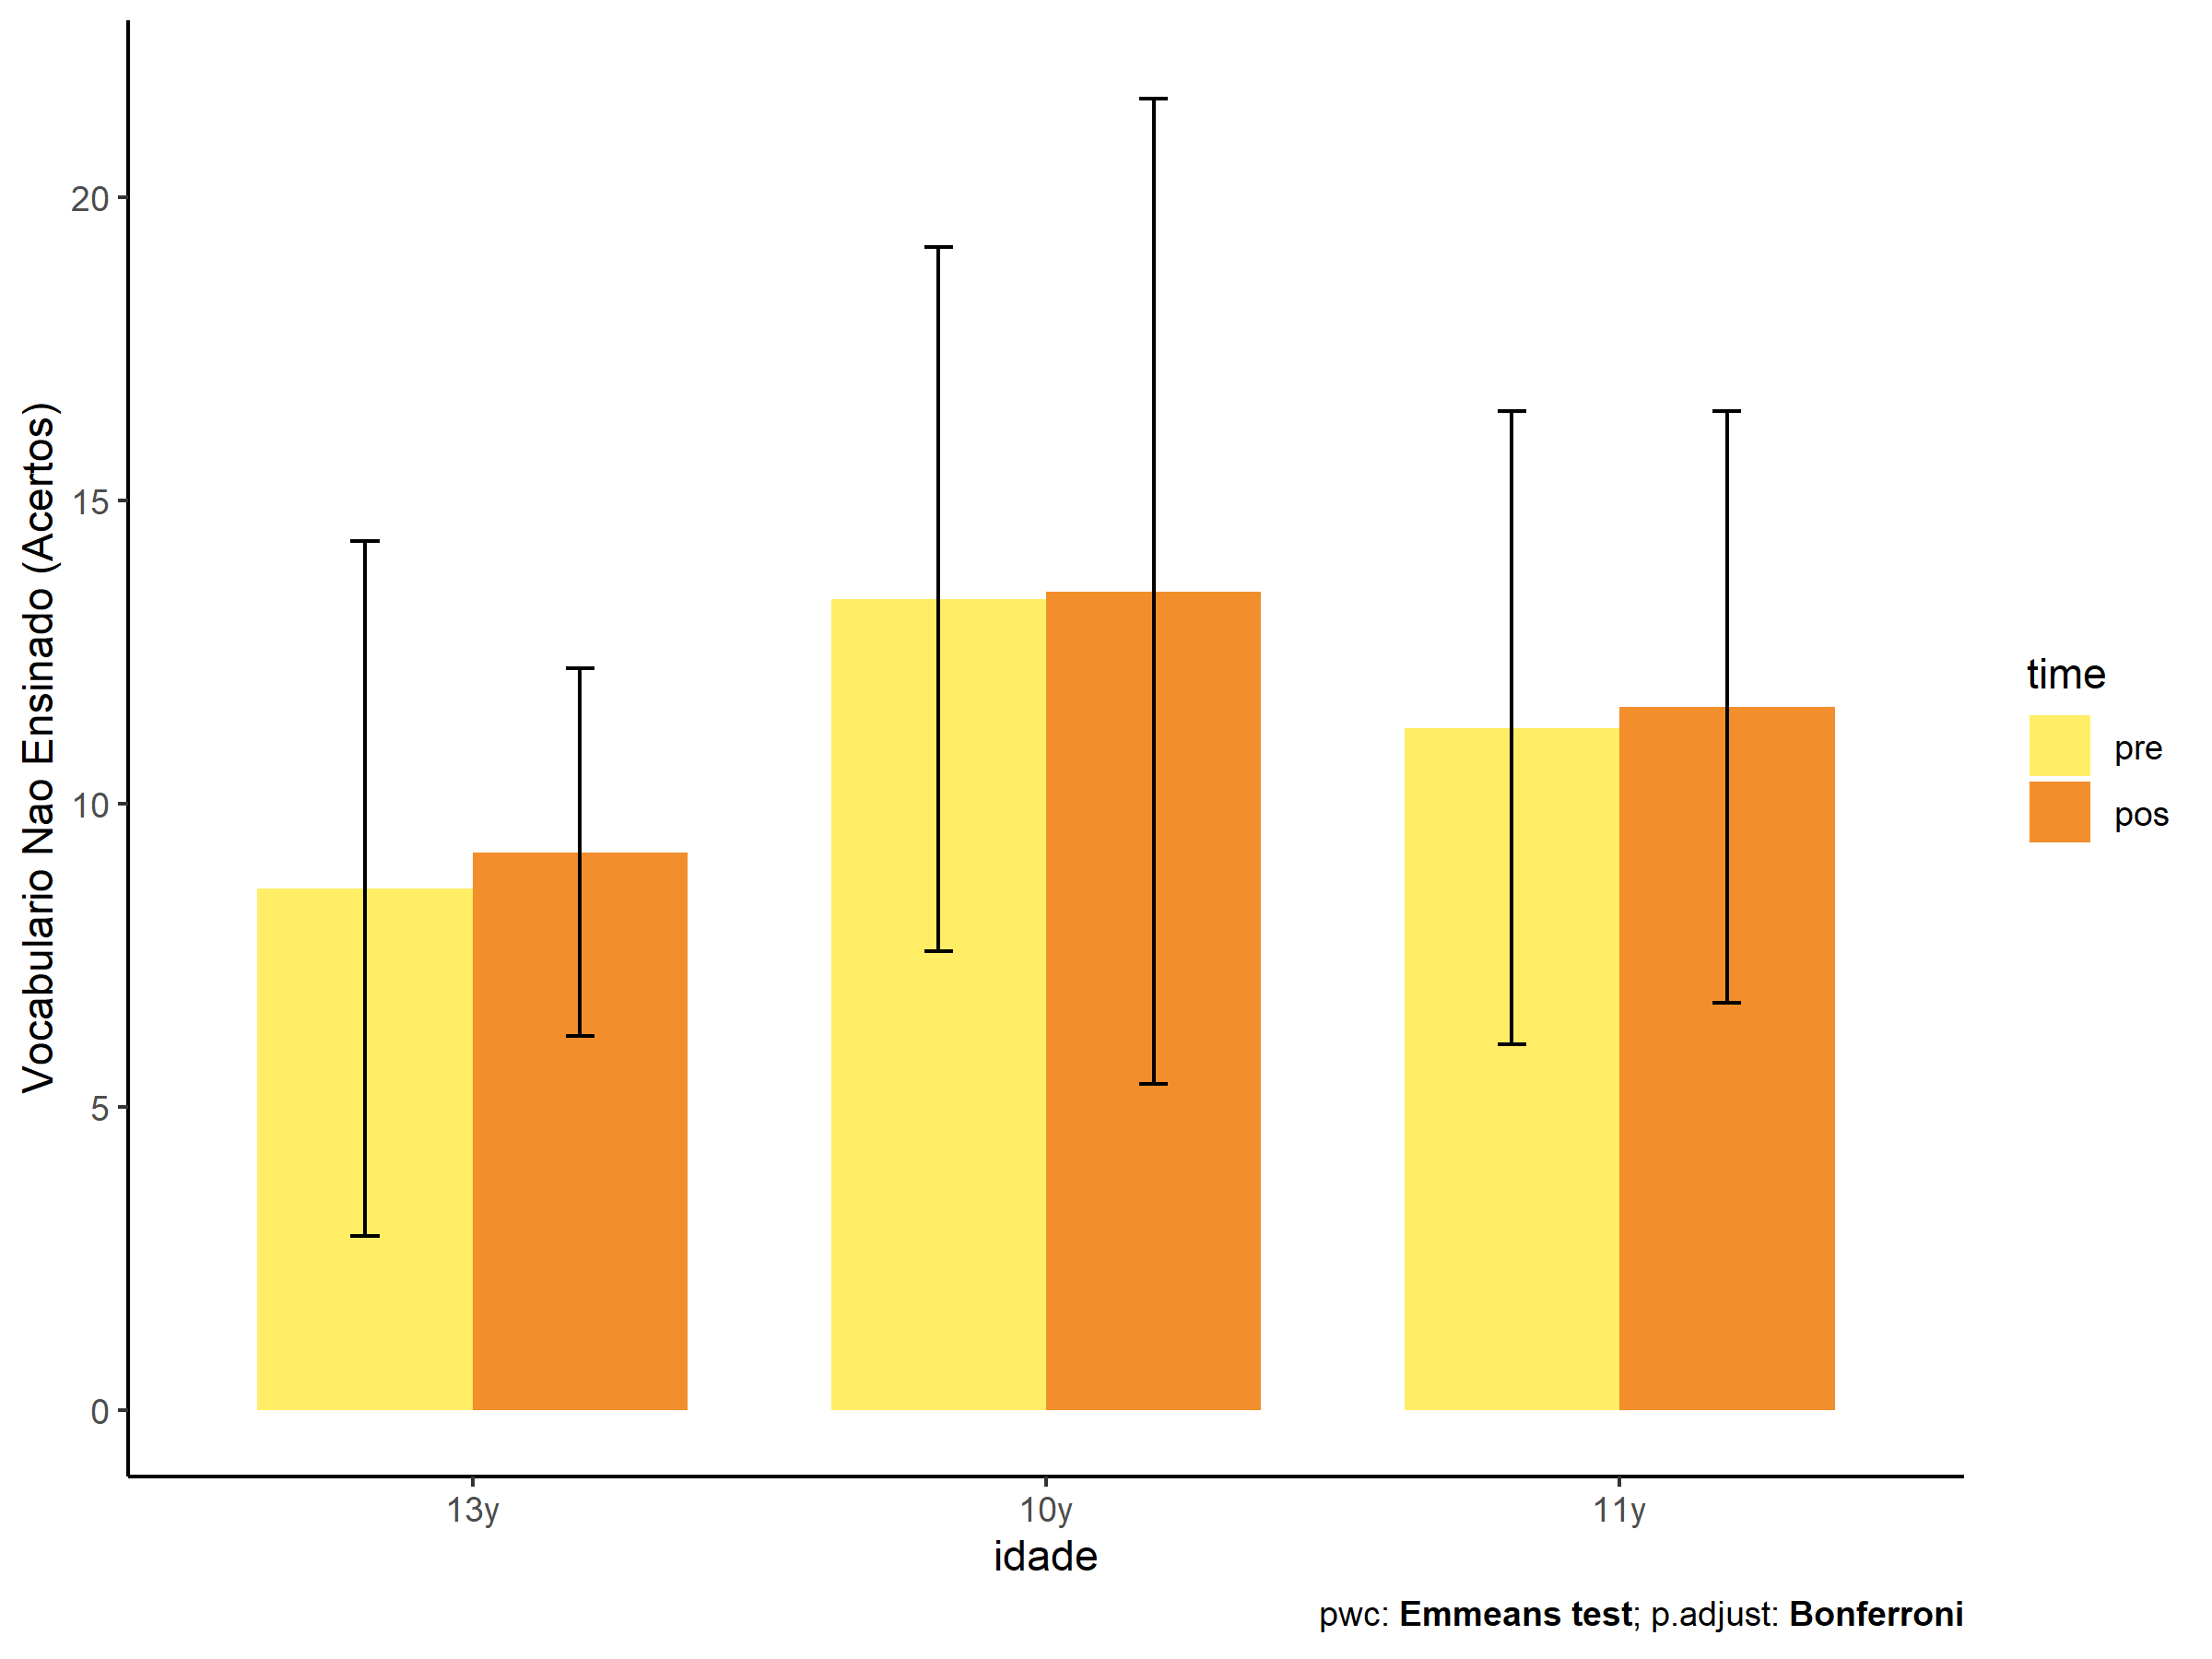 Vocabulario Nao Ensinado (Acertos)
20
15
10
5
0
13y
10y
11y
idade
time
pre
pos
pwc: Emmeans test; p.adjust: Bonferroni